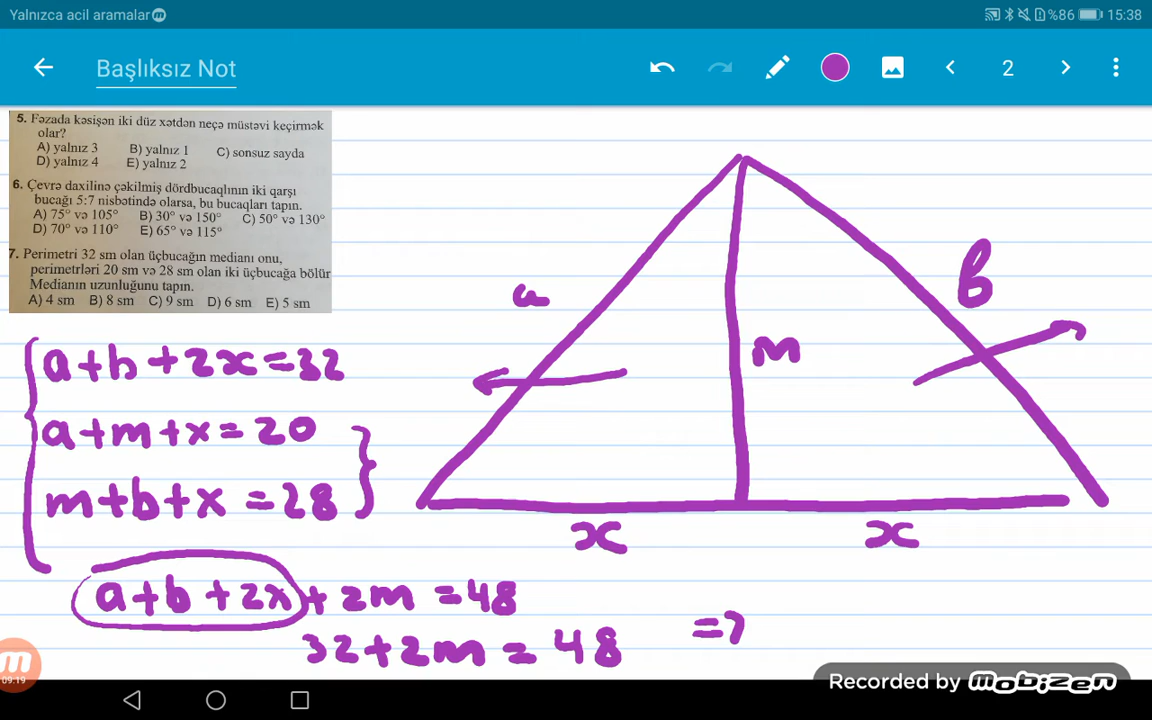 Yalnızca acil aramalar
%86 15:38
Başlıksız Not
2
5. Fəzada kəsişən iki düz xətdən neçə müstəvi keçirmək
olar?
A) yalnız 3 B) yalnız 1 C) sonsuz sayda
D) yalnız 4 E) yalnız 2
6. Çevrə daxilinə çəkilmiş dördbucaqlının iki qarşı
bucağı 5:7 nisbətində olarsa, bu bucaqları tapın.
A) 75° və 105° B) 30° və 150° C) 50° və 130°
D) 70° və 110° E) 65° və 115°
7. Perimetri 32 sm olan üçbucağın medianı onu,
perimetrləri 20 sm və 28 sm olan iki üçbucağa bölür
Medianın uzunluğunu tapın.
A) 4 sm B) 8 sm C) 9 sm D) 6 sm E) 5 sm
a
b
m
x
x
a+b+2x=32
a+m+x=20
m+b+x=28
a+b+2x+2m=48
32+2m=48
m
09:19
Recorded by mobizen